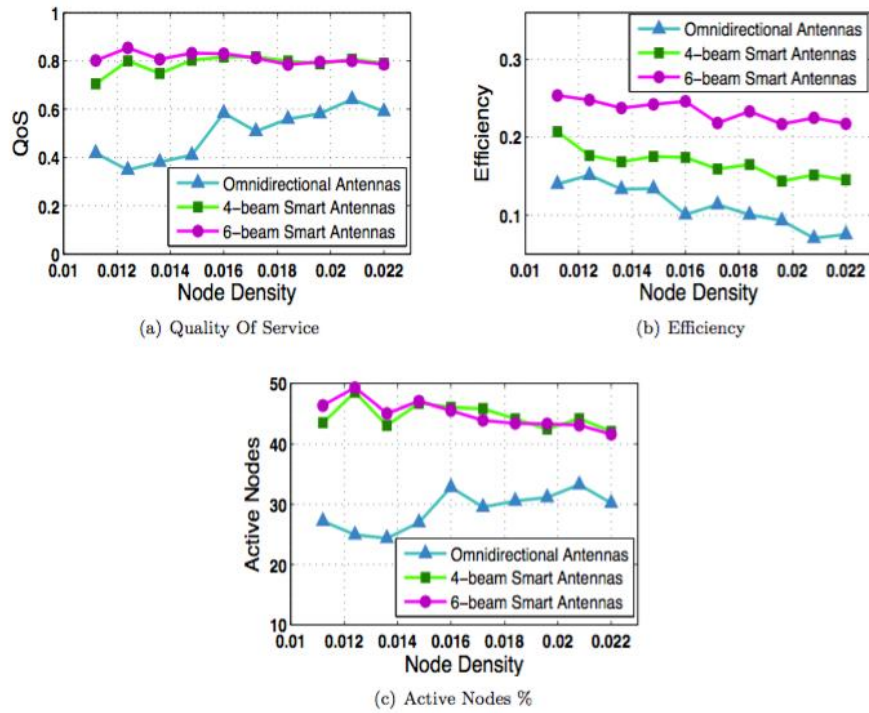 1
0.8
0.6
0.4
0.2
0
QoS
Omnidirectional Antennas
4-beam Smart Antennas
6-beam Smart Antennas
0.01 0.012 0.014 0.016 0.018 0.02 0.022
Node Density
(a) Quality Of Service
0.3
0.2
0.1
Efficiency
Omnidirectional Antennas
4-beam Smart Antennas
6-beam Smart Antennas
0.01 0.012 0.014 0.016 0.018 0.02 0.022
Node Density
(b) Efficiency
50
40
30
20
10
Active Nodes
Omnidirectional Antennas
4-beam Smart Antennas
6-beam Smart Antennas
0.01 0.012 0.014 0.016 0.018 0.02 0.022
Node Density
(c) Active Nodes %